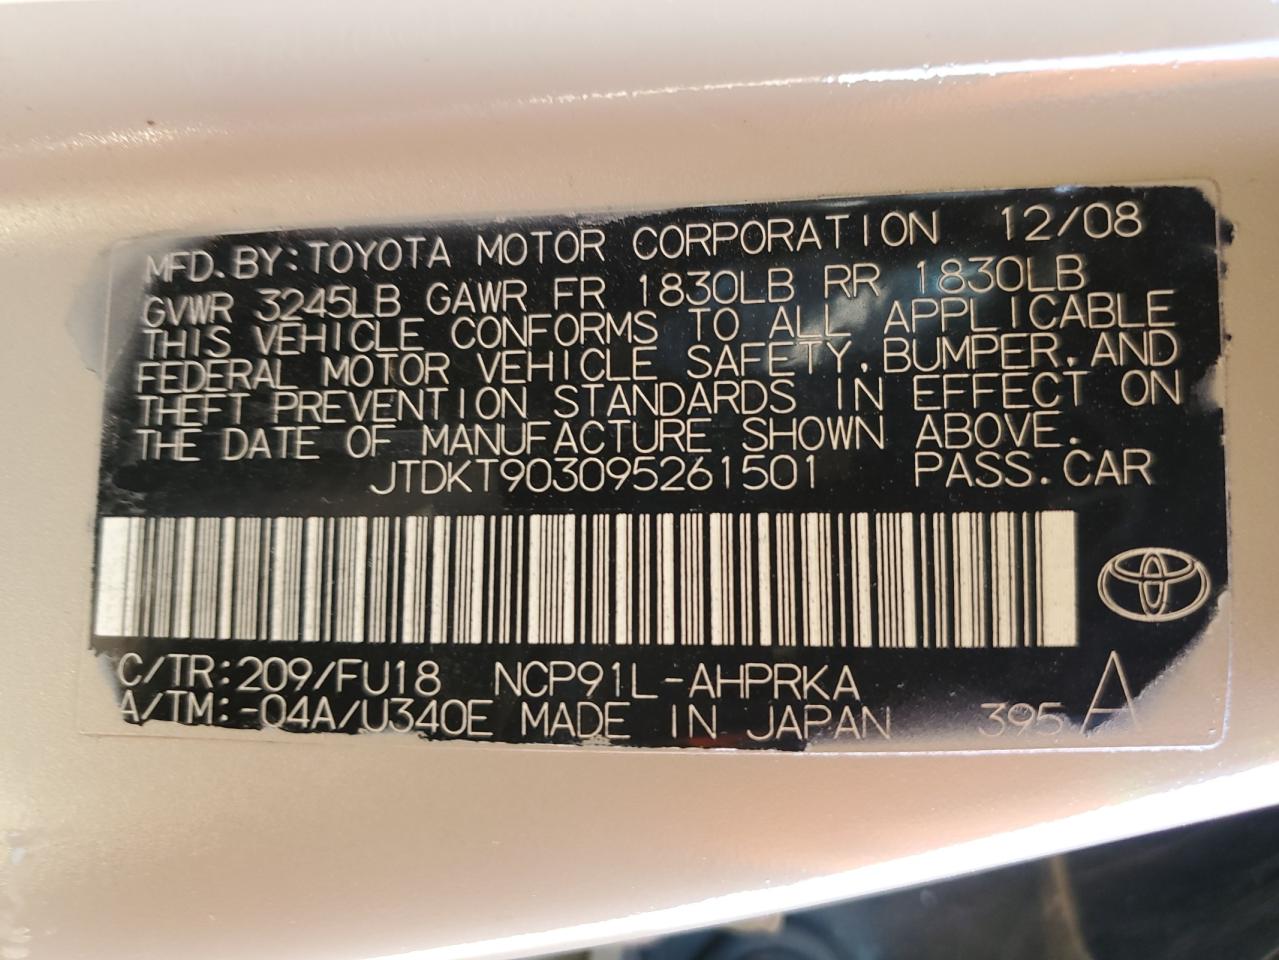 MFD.BY:TOYOTA MOTOR CORPORATION 12/08
GVWR 3245LB GAWR FR 1830LB RR 1830LB
THIS VEHICLE CONFORMS TO ALL APPLICABLE
FEDERAL MOTOR VEHICLE SAFETY,BUMPER,AND
THEFT PREVENTION STANDARDS IN EFFECT ON
THE DATE OF MANUFACTURE SHOWN ABOVE.
JTDKT903095261501 PASS.CAR
C/TR:209/FU18 NCP91L-AHPRKA
A/TM:-04A/U340E MADE IN JAPAN 395 A